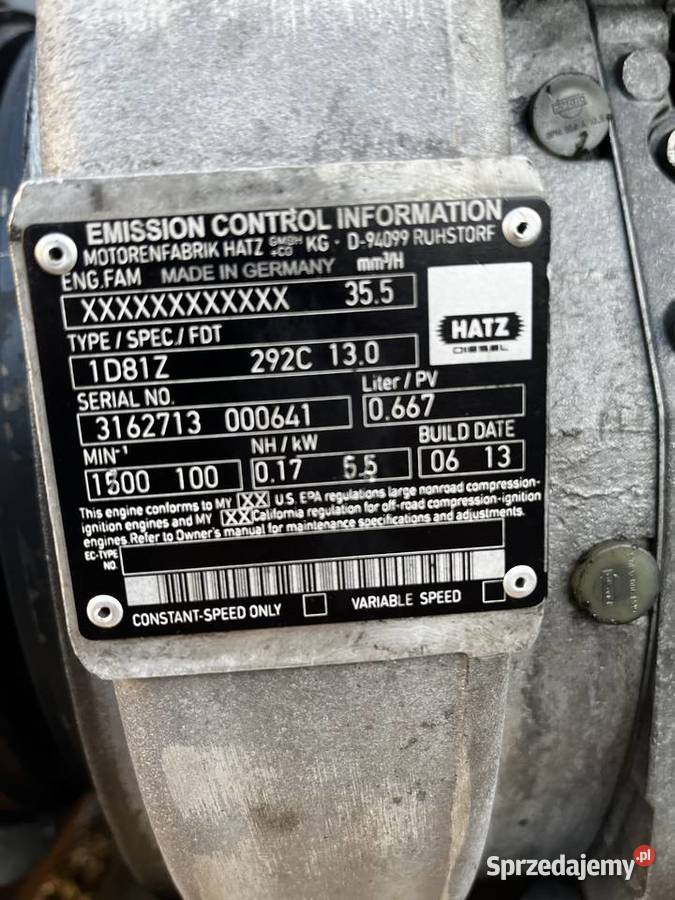 EMISSION CONTROL INFORMATION
MOTORENFABRIK HATZ GMBH +CO KG · D-94099 RUHSTORF
ENG.FAM MADE IN GERMANY mm³/H
XXXXXXXXXXXX 35.5
HATZ
DIESEL
TYPE / SPEC./ FDT
1D81Z 292C 13.0
SERIAL NO. Liter / PV
3162713 000641 0.667
MIN⁻¹ NH / kW BUILD DATE
1500 100 0.17 5.5 06 13
This engine conforms to MY XX U.S. EPA regulations large nonroad compression-
ignition engines and MY XX California regulation for off-road compression-ignition
engines. Refer to Owner's manual for maintenance specifications and adjustments.
EC-TYPE
NO.
CONSTANT-SPEED ONLY VARIABLE SPEED
Sprzedajemy.pl